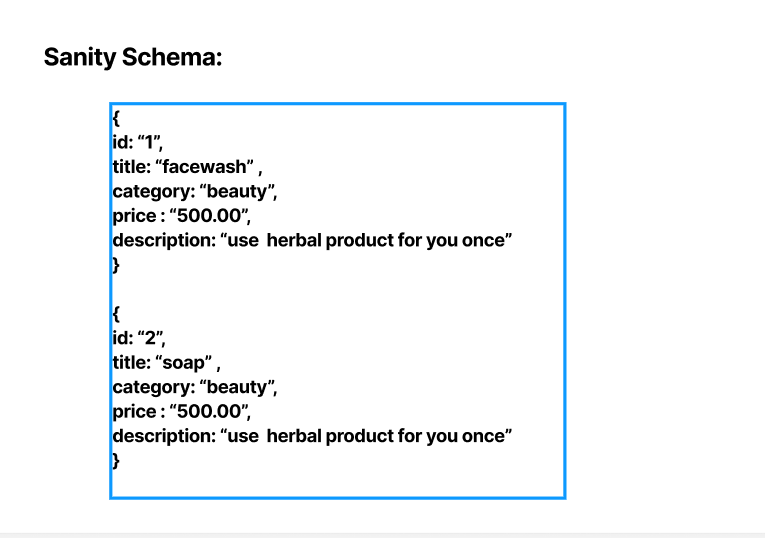 Sanity Schema:
{
id: “1”,
title: “facewash” ,
category: “beauty”,
price : “500.00”,
description: “use  herbal product for you once”
}
{
id: “2”,
title: “soap” ,
category: “beauty”,
price : “500.00”,
description: “use  herbal product for you once”
}